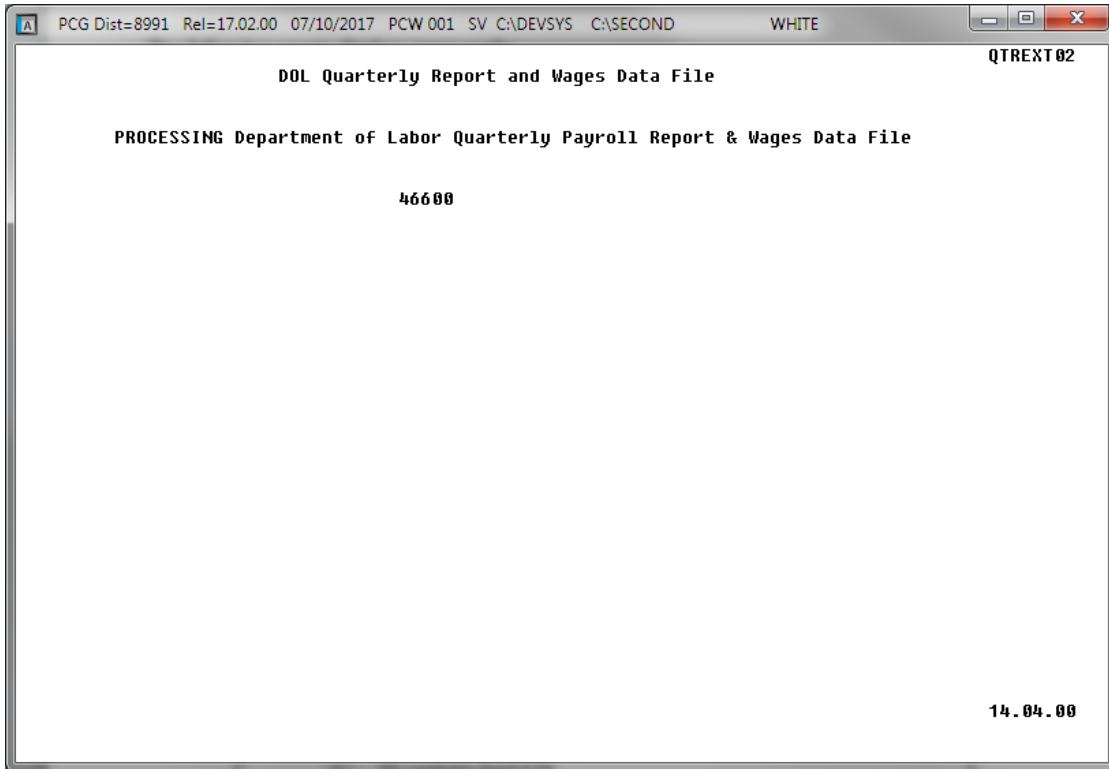 PCG Dist=8991 Rel=17.02.00 07/10/2017 PCW 001 SV C:\DEVSYS C:\SECOND WHITE
QTREXT02
DOL Quarterly Report and Wages Data File
PROCESSING Department of Labor Quarterly Payroll Report & Wages Data File
46600
14.04.00